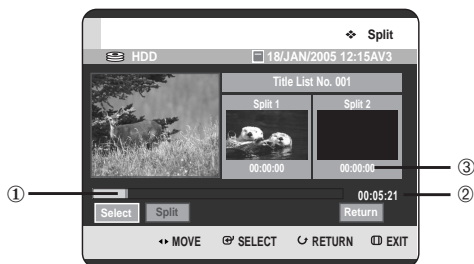 ❖ Split
HDD 18/JAN/2005 12:15AV3
Title List No. 001
Split 1 Split 2
00:00:00 00:00:00 ③
① 00:05:21 ②
Select Split Return
MOVE SELECT RETURN EXIT